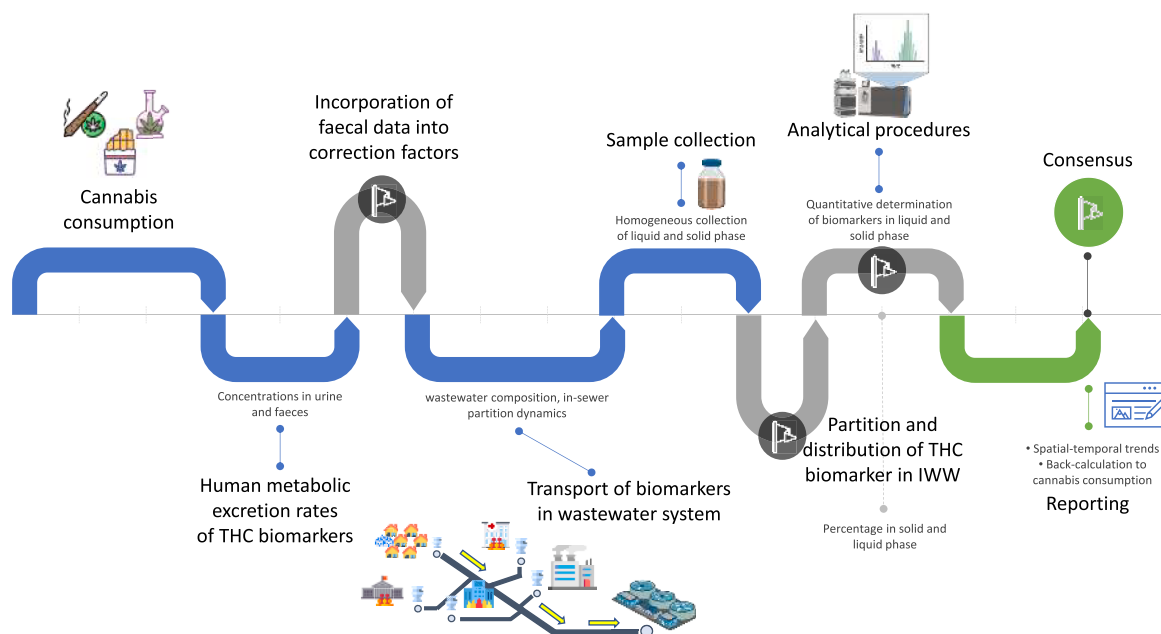 Cannabis
consumption
Incorporation of
faecal data into
correction factors
Sample collection
Homogeneous collection
of liquid and solid phase
Analytical procedures
Quantitative determination
of biomarkers in liquid and
solid phase
Consensus
Concentrations in urine
and faeces
Human metabolic
excretion rates
of THC biomarkers
wastewater composition, in-sewer
partition dynamics
Transport of biomarkers
in wastewater system
Partition and
distribution of THC
biomarker in IWW
Percentage in solid and
liquid phase
• Spatial-temporal trends
• Back-calculation to
cannabis consumption
Reporting